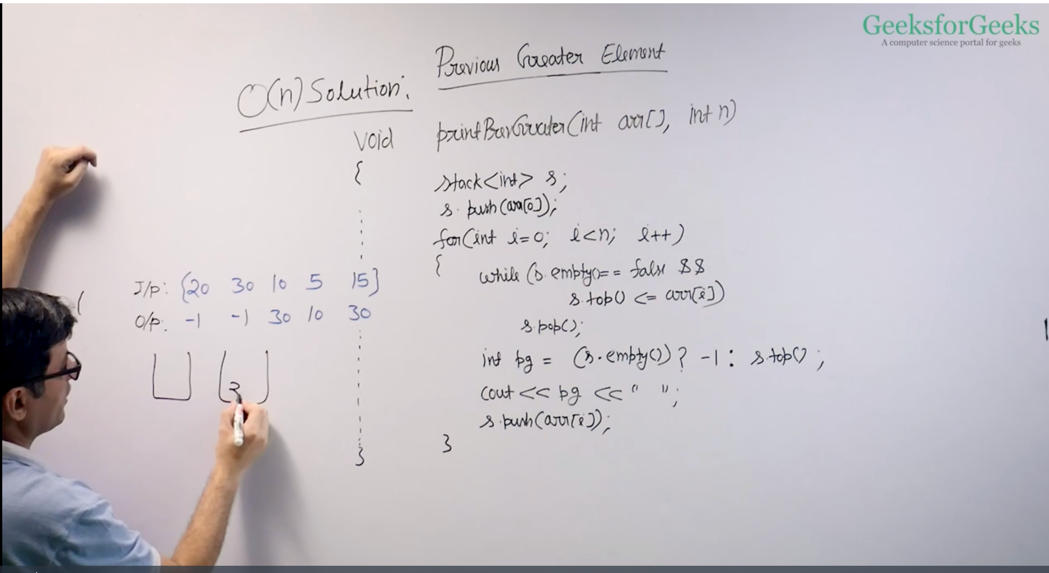 GeeksforGeeks
A computer science portal for geeks
Previous Greater Element
O(n) Solution:
void printPrevGreater(int arr[], int n)
{
stack<int> s;
s.push(arr[0]);
for(int i=0; i<n; i++)
{
while (s.empty()== false &&
s.top() <= arr[i])
s.pop();
int pg = (s.empty()) ? -1 : s.top() ;
cout << pg << " ";
s.push(arr[i]);
}
}
I/p: {20 30 10 5 15}
O/p: -1 -1 30 10 30
3